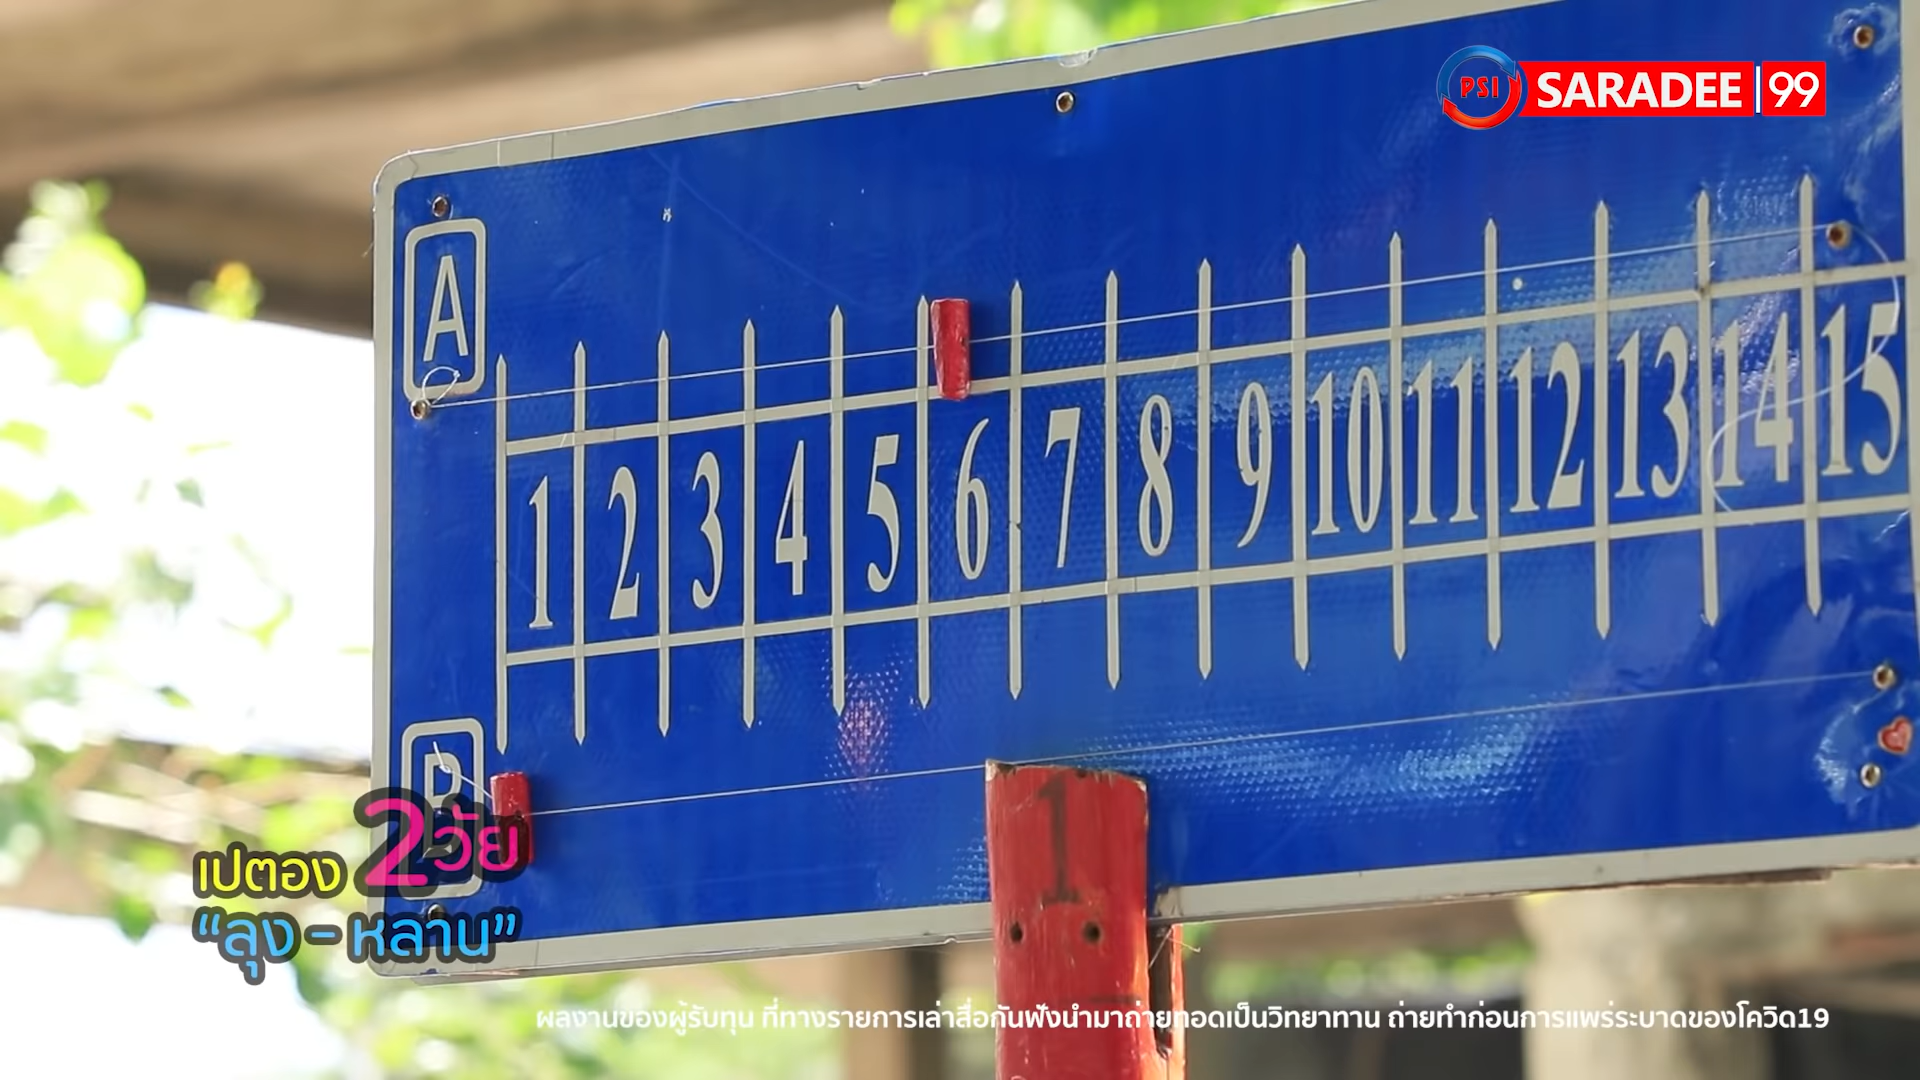 PSI SARADEE 99
A
1 2 3 4 5 6 7 8 9 10 11 12 13 14 15
B
1
เปตอง 2วัย
“ลุง - หลาน”
ผลงานของผู้รับทุน ที่ทางรายการเล่าสื่อกันฟังนำมาถ่ายทอดเป็นวิทยาทาน ถ่ายทำก่อนการแพร่ระบาดของโควิด19